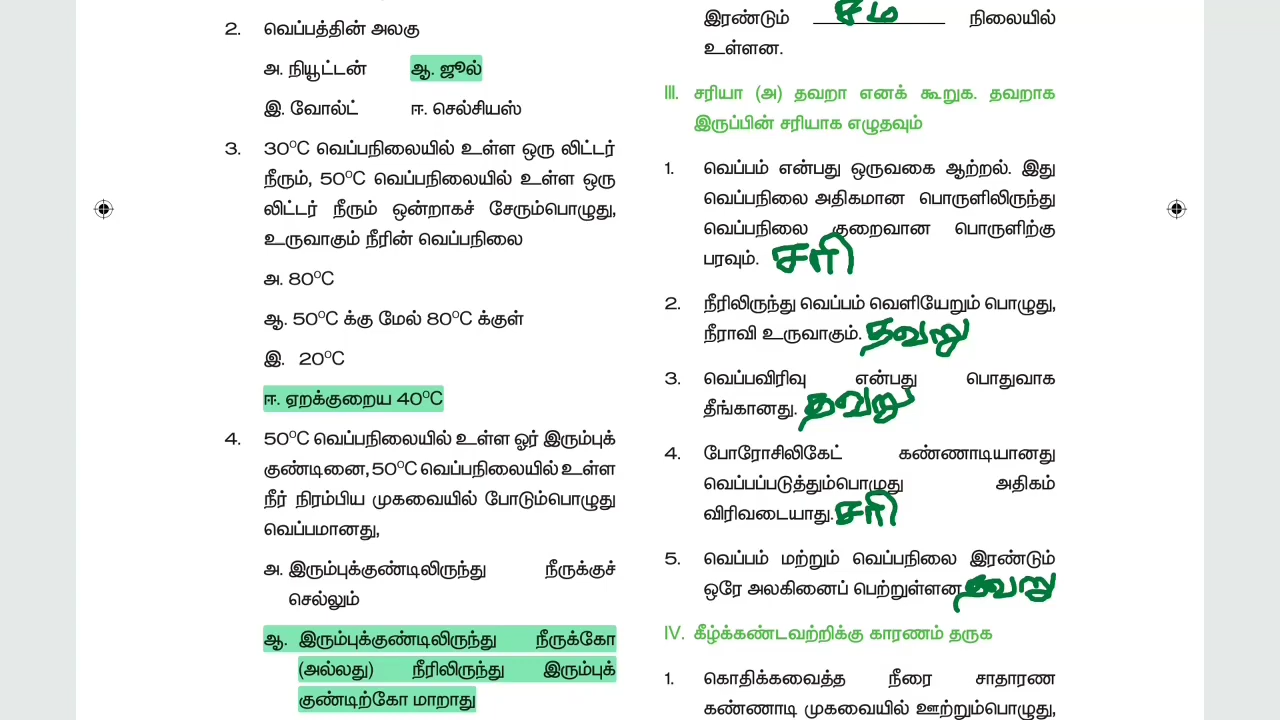 2. வெப்பத்தின் அலகு
அ. நியூட்டன் ஆ. ஜூல்
இ. வோல்ட் ஈ. செல்சியஸ்
3. 30°C வெப்பநிலையில் உள்ள ஒரு லிட்டர்
நீரும், 50°C வெப்பநிலையில் உள்ள ஒரு
லிட்டர் நீரும் ஒன்றாகச் சேரும்பொழுது,
உருவாகும் நீரின் வெப்பநிலை
அ. 80°C
ஆ. 50°C க்கு மேல் 80°C க்குள்
இ. 20°C
ஈ. ஏறக்குறைய 40°C
4. 50°C வெப்பநிலையில் உள்ள ஓர் இரும்புக்
குண்டினை, 50°C வெப்பநிலையில் உள்ள
நீர் நிரம்பிய முகவையில் போடும்பொழுது
வெப்பமானது,
அ. இரும்புக்குண்டிலிருந்து நீருக்குச்
செல்லும்
ஆ. இரும்புக்குண்டிலிருந்து நீருக்கோ
(அல்லது) நீரிலிருந்து இரும்புக்
குண்டிற்கோ மாறாது
இரண்டும் சம நிலையில்
உள்ளன.
III. சரியா (அ) தவறா எனக் கூறுக. தவறாக
இருப்பின் சரியாக எழுதவும்
1. வெப்பம் என்பது ஒருவகை ஆற்றல். இது
வெப்பநிலை அதிகமான பொருளிலிருந்து
வெப்பநிலை குறைவான பொருளிற்கு
பரவும். சரி
2. நீரிலிருந்து வெப்பம் வெளியேறும் பொழுது,
நீராவி உருவாகும். தவறு
3. வெப்பவிரிவு என்பது பொதுவாக
தீங்கானது. தவறு
4. போரோசிலிகேட் கண்ணாடியானது
வெப்பப்படுத்தும்பொழுது அதிகம்
விரிவடையாது. சரி
5. வெப்பம் மற்றும் வெப்பநிலை இரண்டும்
ஒரே அலகினைப் பெற்றுள்ளன தவறு
IV. கீழ்க்கண்டவற்றிக்கு காரணம் தருக
1. கொதிக்கவைத்த நீரை சாதாரண
கண்ணாடி முகவையில் ஊற்றும்பொழுது,